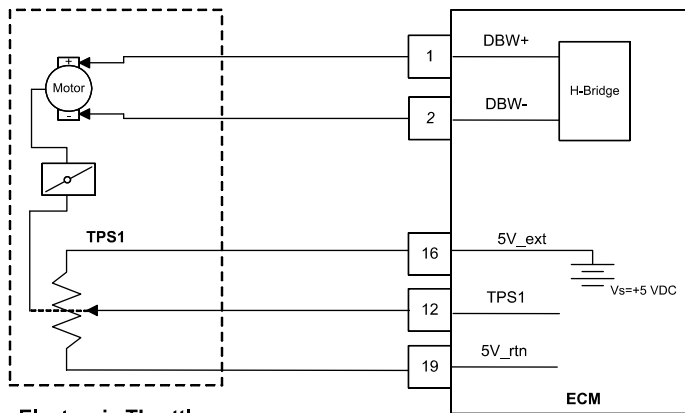 1 DBW+
+
Motor
-
H-Bridge
2 DBW-
TPS1
16 5V_ext
Vs=+5 VDC
12 TPS1
19 5V_rtn
ECM